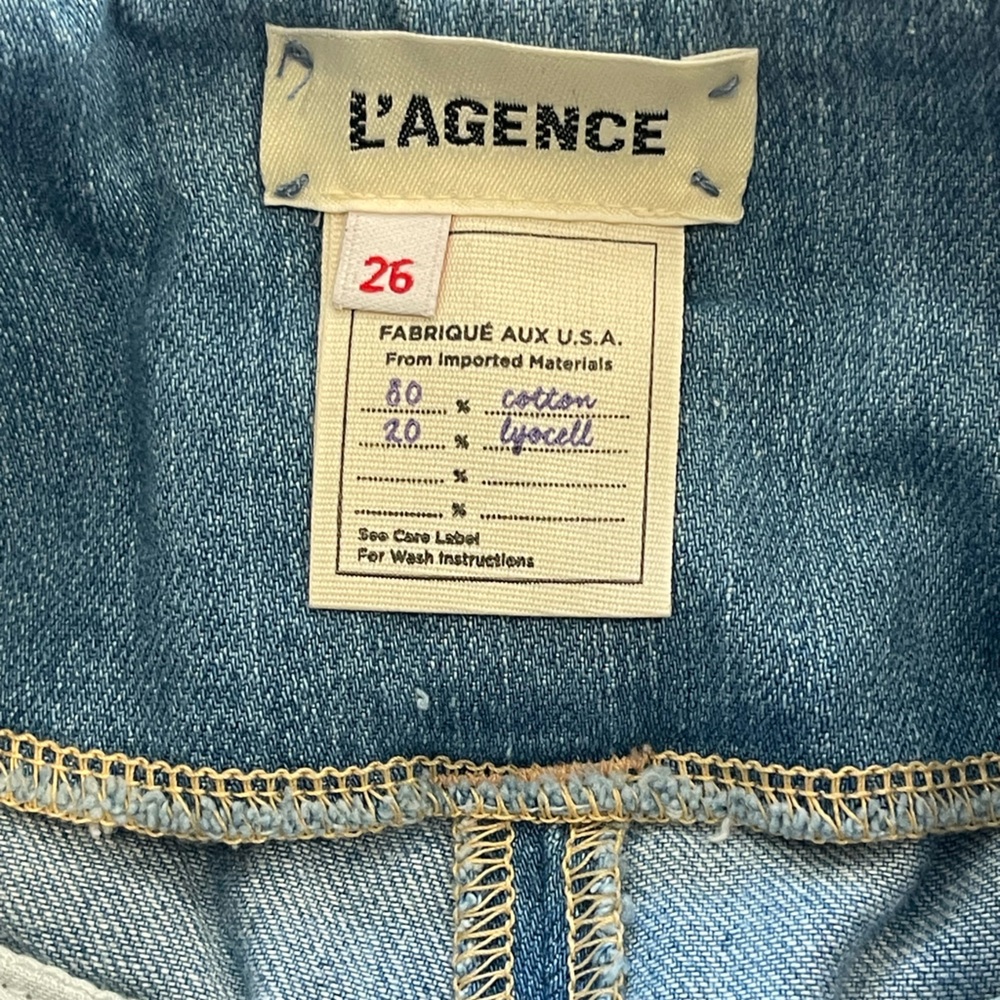 L'AGENCE
26
FABRIQUÉ AUX U.S.A.
From Imported Materials
80 % cotton
20 % lyocell
%
%
See Care Label
For Wash Instructions